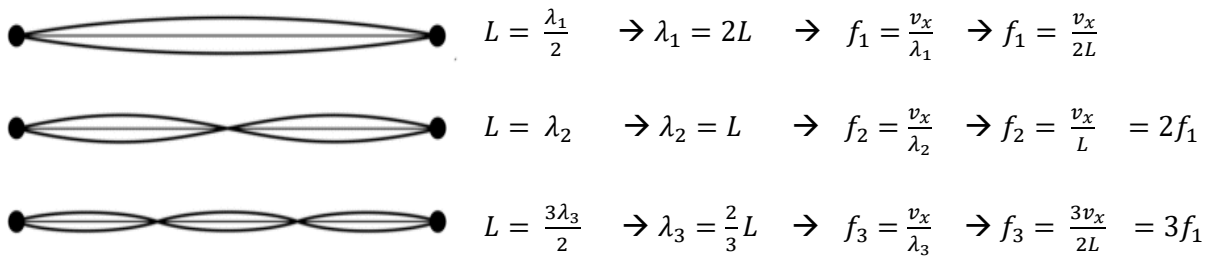 L = λ₁/2 → λ₁ = 2L → f₁ = vₓ/λ₁ → f₁ = vₓ/2L
L = λ₂ → λ₂ = L → f₂ = vₓ/λ₂ → f₂ = vₓ/L = 2f₁
L = 3λ₃/2 → λ₃ = 2/3 L → f₃ = vₓ/λ₃ → f₃ = 3vₓ/2L = 3f₁